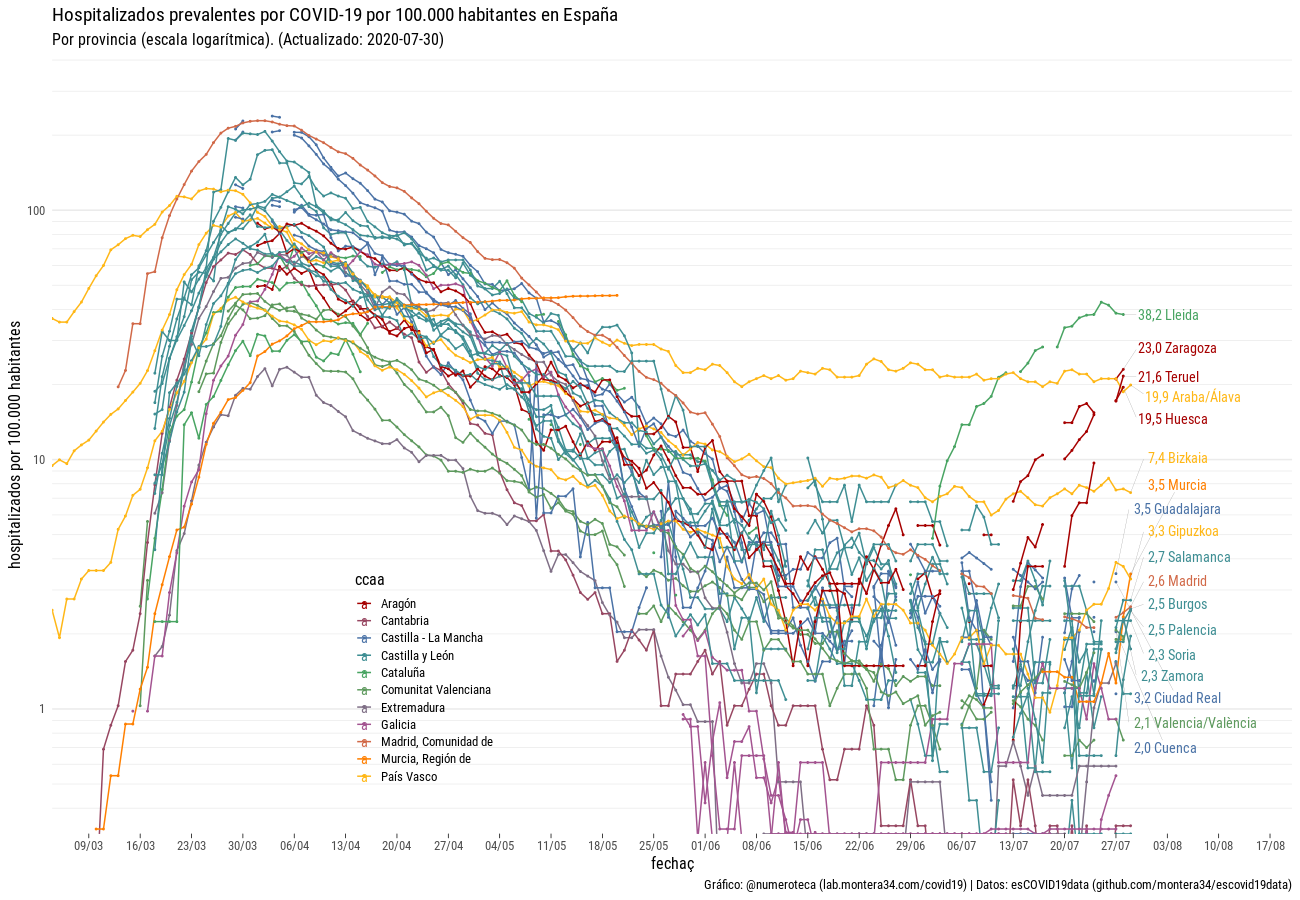 Hospitalizados prevalentes por COVID-19 por 100.000 habitantes en España
Por provincia (escala logarítmica). (Actualizado: 2020-07-30)
hospitalizados por 100.000 habitantes
100
10
1
38,2 Lleida
23,0 Zaragoza
21,6 Teruel
19,9 Araba/Álava
19,5 Huesca
7,4 Bizkaia
3,5 Murcia
3,5 Guadalajara
3,3 Gipuzkoa
2,7 Salamanca
2,6 Madrid
2,5 Burgos
2,5 Palencia
2,3 Soria
2,3 Zamora
3,2 Ciudad Real
2,1 Valencia/València
2,0 Cuenca
ccaa
Aragón
Cantabria
Castilla - La Mancha
Castilla y León
Cataluña
Comunitat Valenciana
Extremadura
Galicia
Madrid, Comunidad de
Murcia, Región de
País Vasco
09/03 16/03 23/03 30/03 06/04 13/04 20/04 27/04 04/05 11/05 18/05 25/05 01/06 08/06 15/06 22/06 29/06 06/07 13/07 20/07 27/07 03/08 10/08 17/08
fechaç
Gráfico: @numeroteca (lab.montera34.com/covid19) | Datos: esCOVID19data (github.com/montera34/escovid19data)